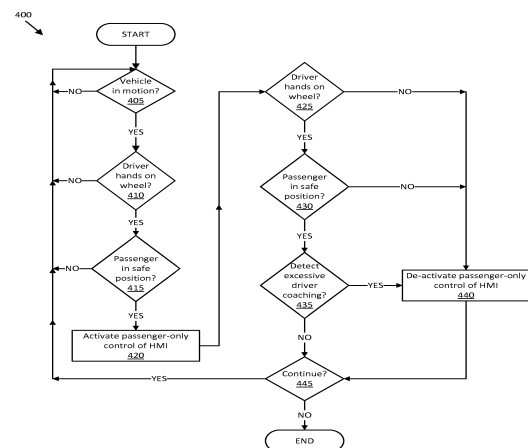 400
START
Vehicle
in motion?
405
NO
YES
Driver
hands on
wheel?
410
NO
YES
Passenger
in safe
position?
415
NO
YES
Activate passenger-only
control of HMI
420
Driver
hands on
wheel?
425
NO
YES
Passenger
in safe
position?
430
NO
YES
Detect
excessive
driver
coaching?
435
YES
NO
De-activate passenger-only
control of HMI
440
Continue?
445
YES
NO
END